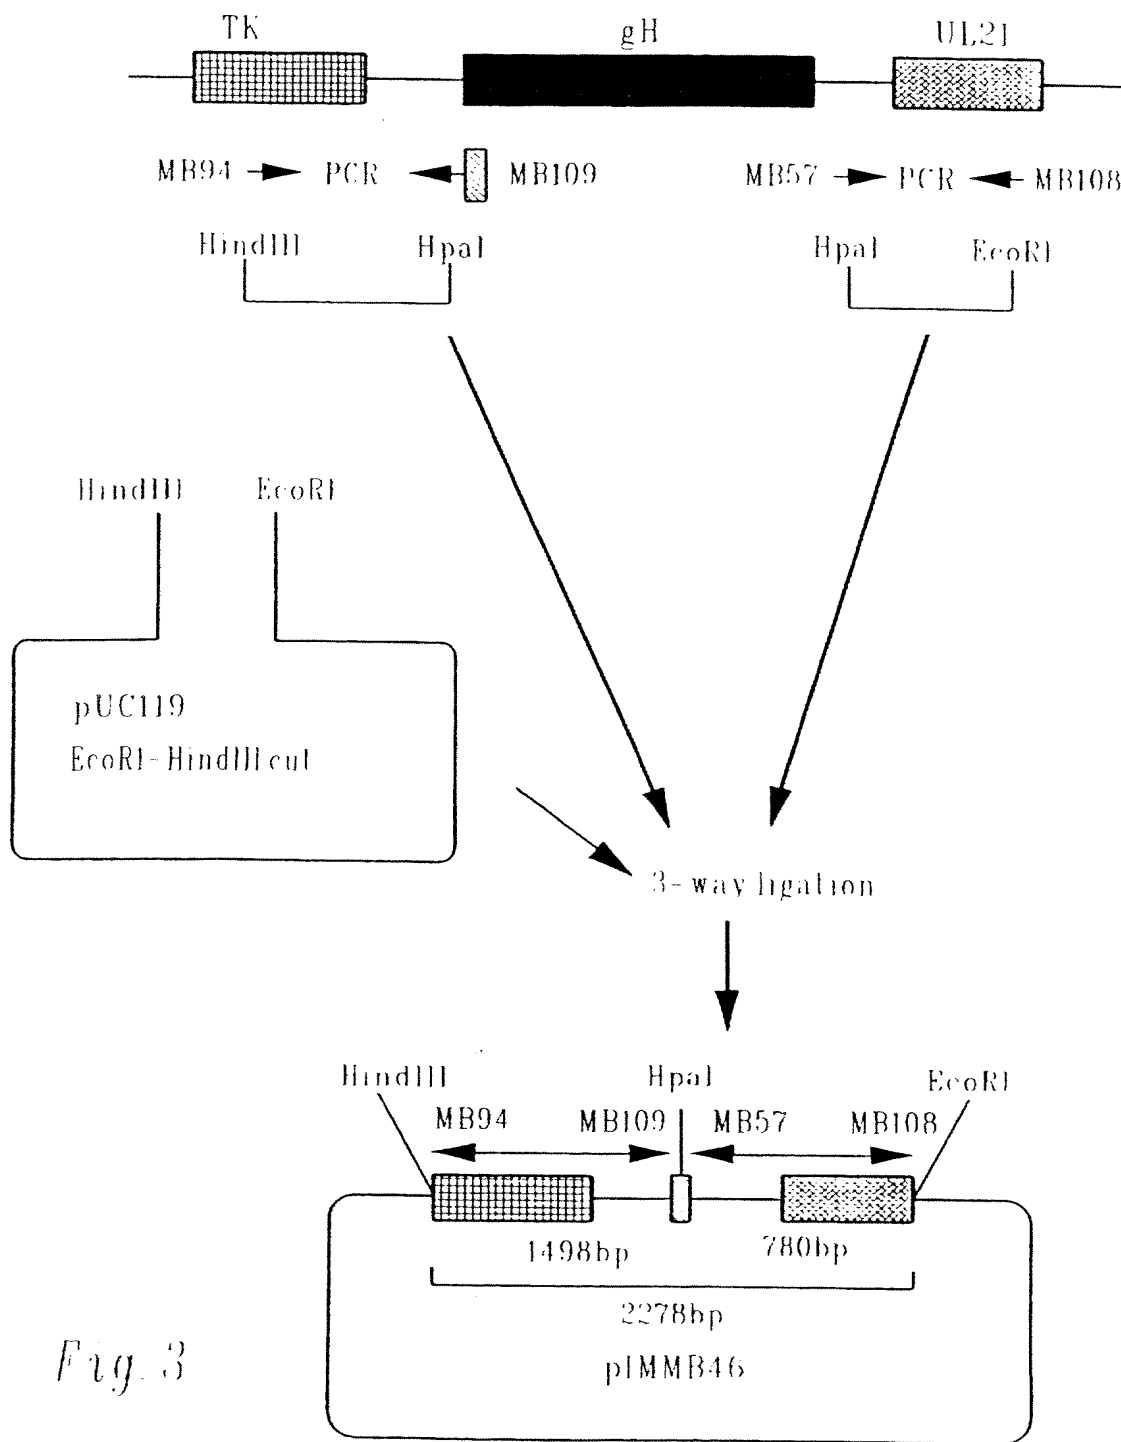 TK gH UL21
MB94 PCR MB109 MB57 PCR MB108
HindIII HpaI HpaI EcoRI
HindIII EcoRI
pUC119
EcoRI-HindIII cut
3-way ligation
HindIII HpaI EcoRI
MB94 MB109 MB57 MB108
1498bp 780bp
2278bp
pIMMB46
Fig. 3